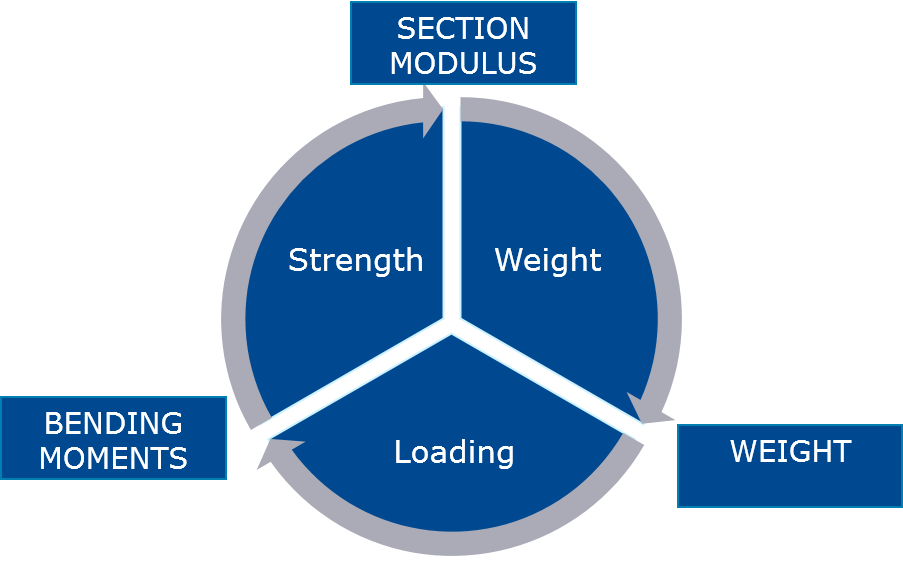 SECTION
MODULUS
Strength
Weight
BENDING
MOMENTS
Loading
WEIGHT